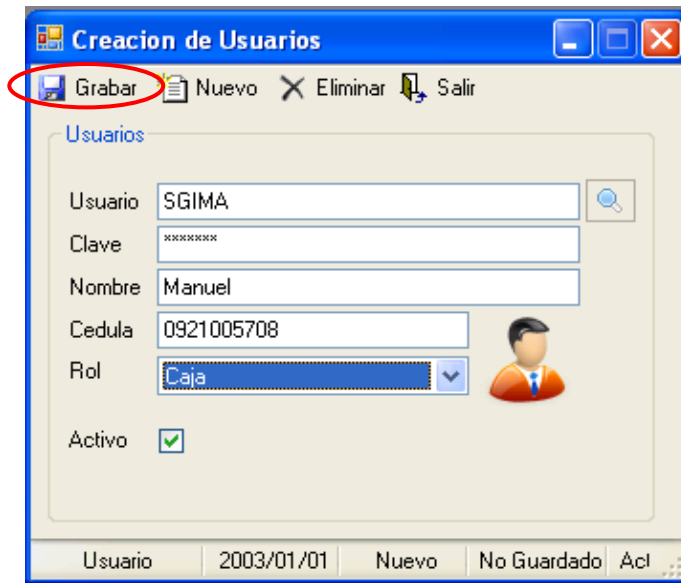 Creacion de Usuarios
Grabar Nuevo Eliminar Salir
Usuarios
Usuario SGIMA
Clave *******
Nombre Manuel
Cedula 0921005708
Rol Caja
Activo
Usuario 2003/01/01 Nuevo No Guardado